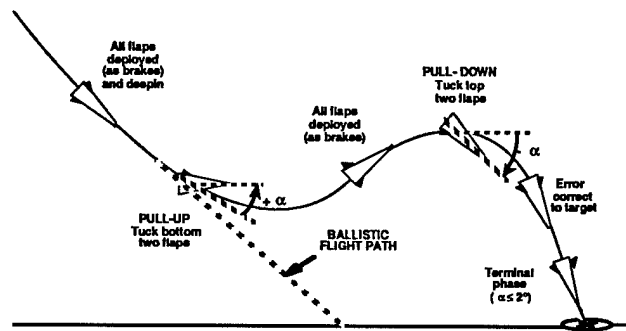 All flaps
deployed
(as brakes)
and despin
PULL-UP
Tuck bottom
two flaps
+ α
BALLISTIC
FLIGHT PATH
All flaps
deployed
(as brakes)
PULL-DOWN
Tuck top
two flaps
- α
Error
correct
to target
Terminal
phase
( α ≤ 2°)